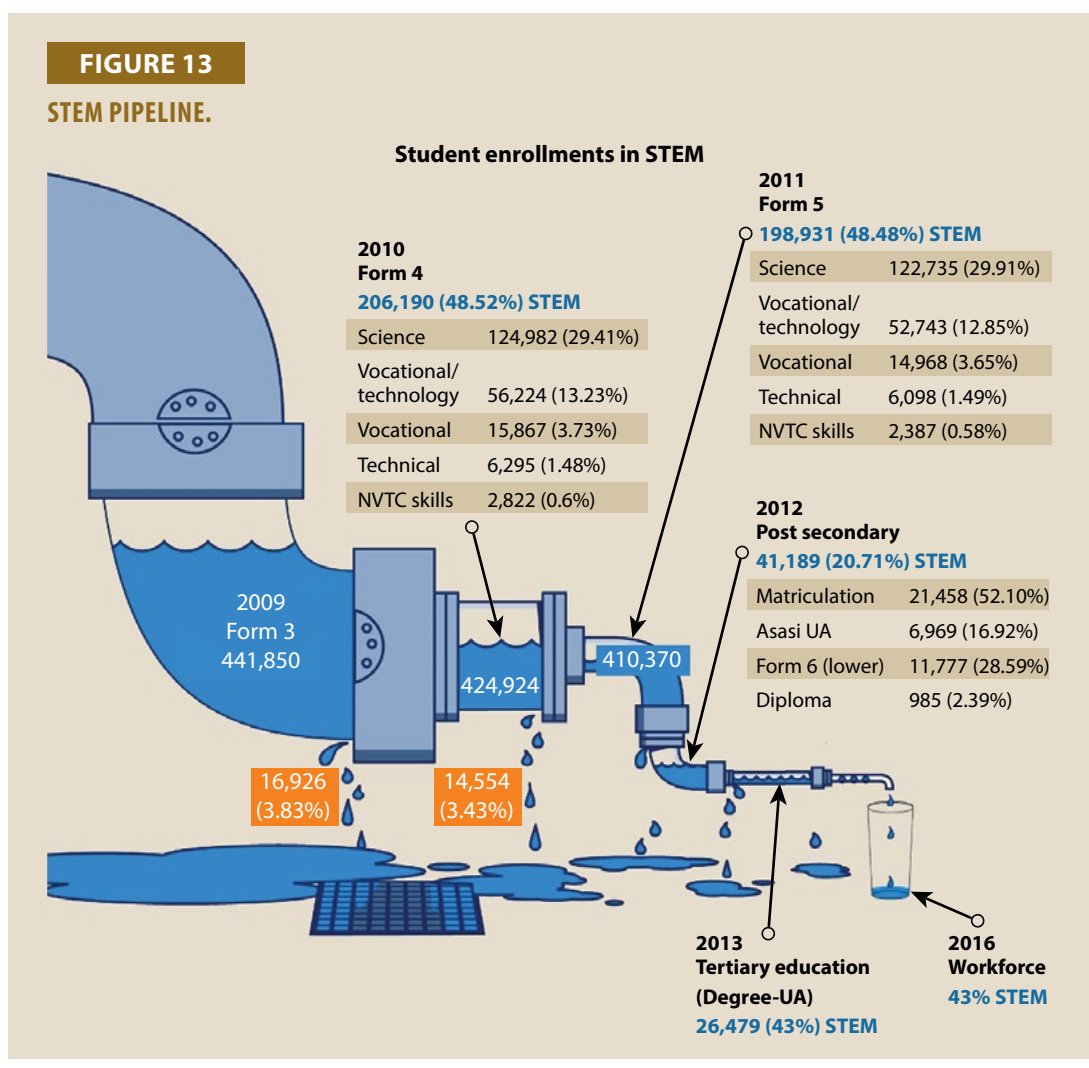 FIGURE 13
STEM PIPELINE.
Student enrollments in STEM
2010
Form 4
206,190 (48.52%) STEM
Science 124,982 (29.41%)
Vocational/
technology 56,224 (13.23%)
Vocational 15,867 (3.73%)
Technical 6,295 (1.48%)
NVTC skills 2,822 (0.6%)
2011
Form 5
198,931 (48.48%) STEM
Science 122,735 (29.91%)
Vocational/
technology 52,743 (12.85%)
Vocational 14,968 (3.65%)
Technical 6,098 (1.49%)
NVTC skills 2,387 (0.58%)
2012
Post secondary
41,189 (20.71%) STEM
Matriculation 21,458 (52.10%)
Asasi UA 6,969 (16.92%)
Form 6 (lower) 11,777 (28.59%)
Diploma 985 (2.39%)
2009
Form 3
441,850
424,924
410,370
16,926
(3.83%)
14,554
(3.43%)
2013
Tertiary education
(Degree-UA)
26,479 (43%) STEM
2016
Workforce
43% STEM